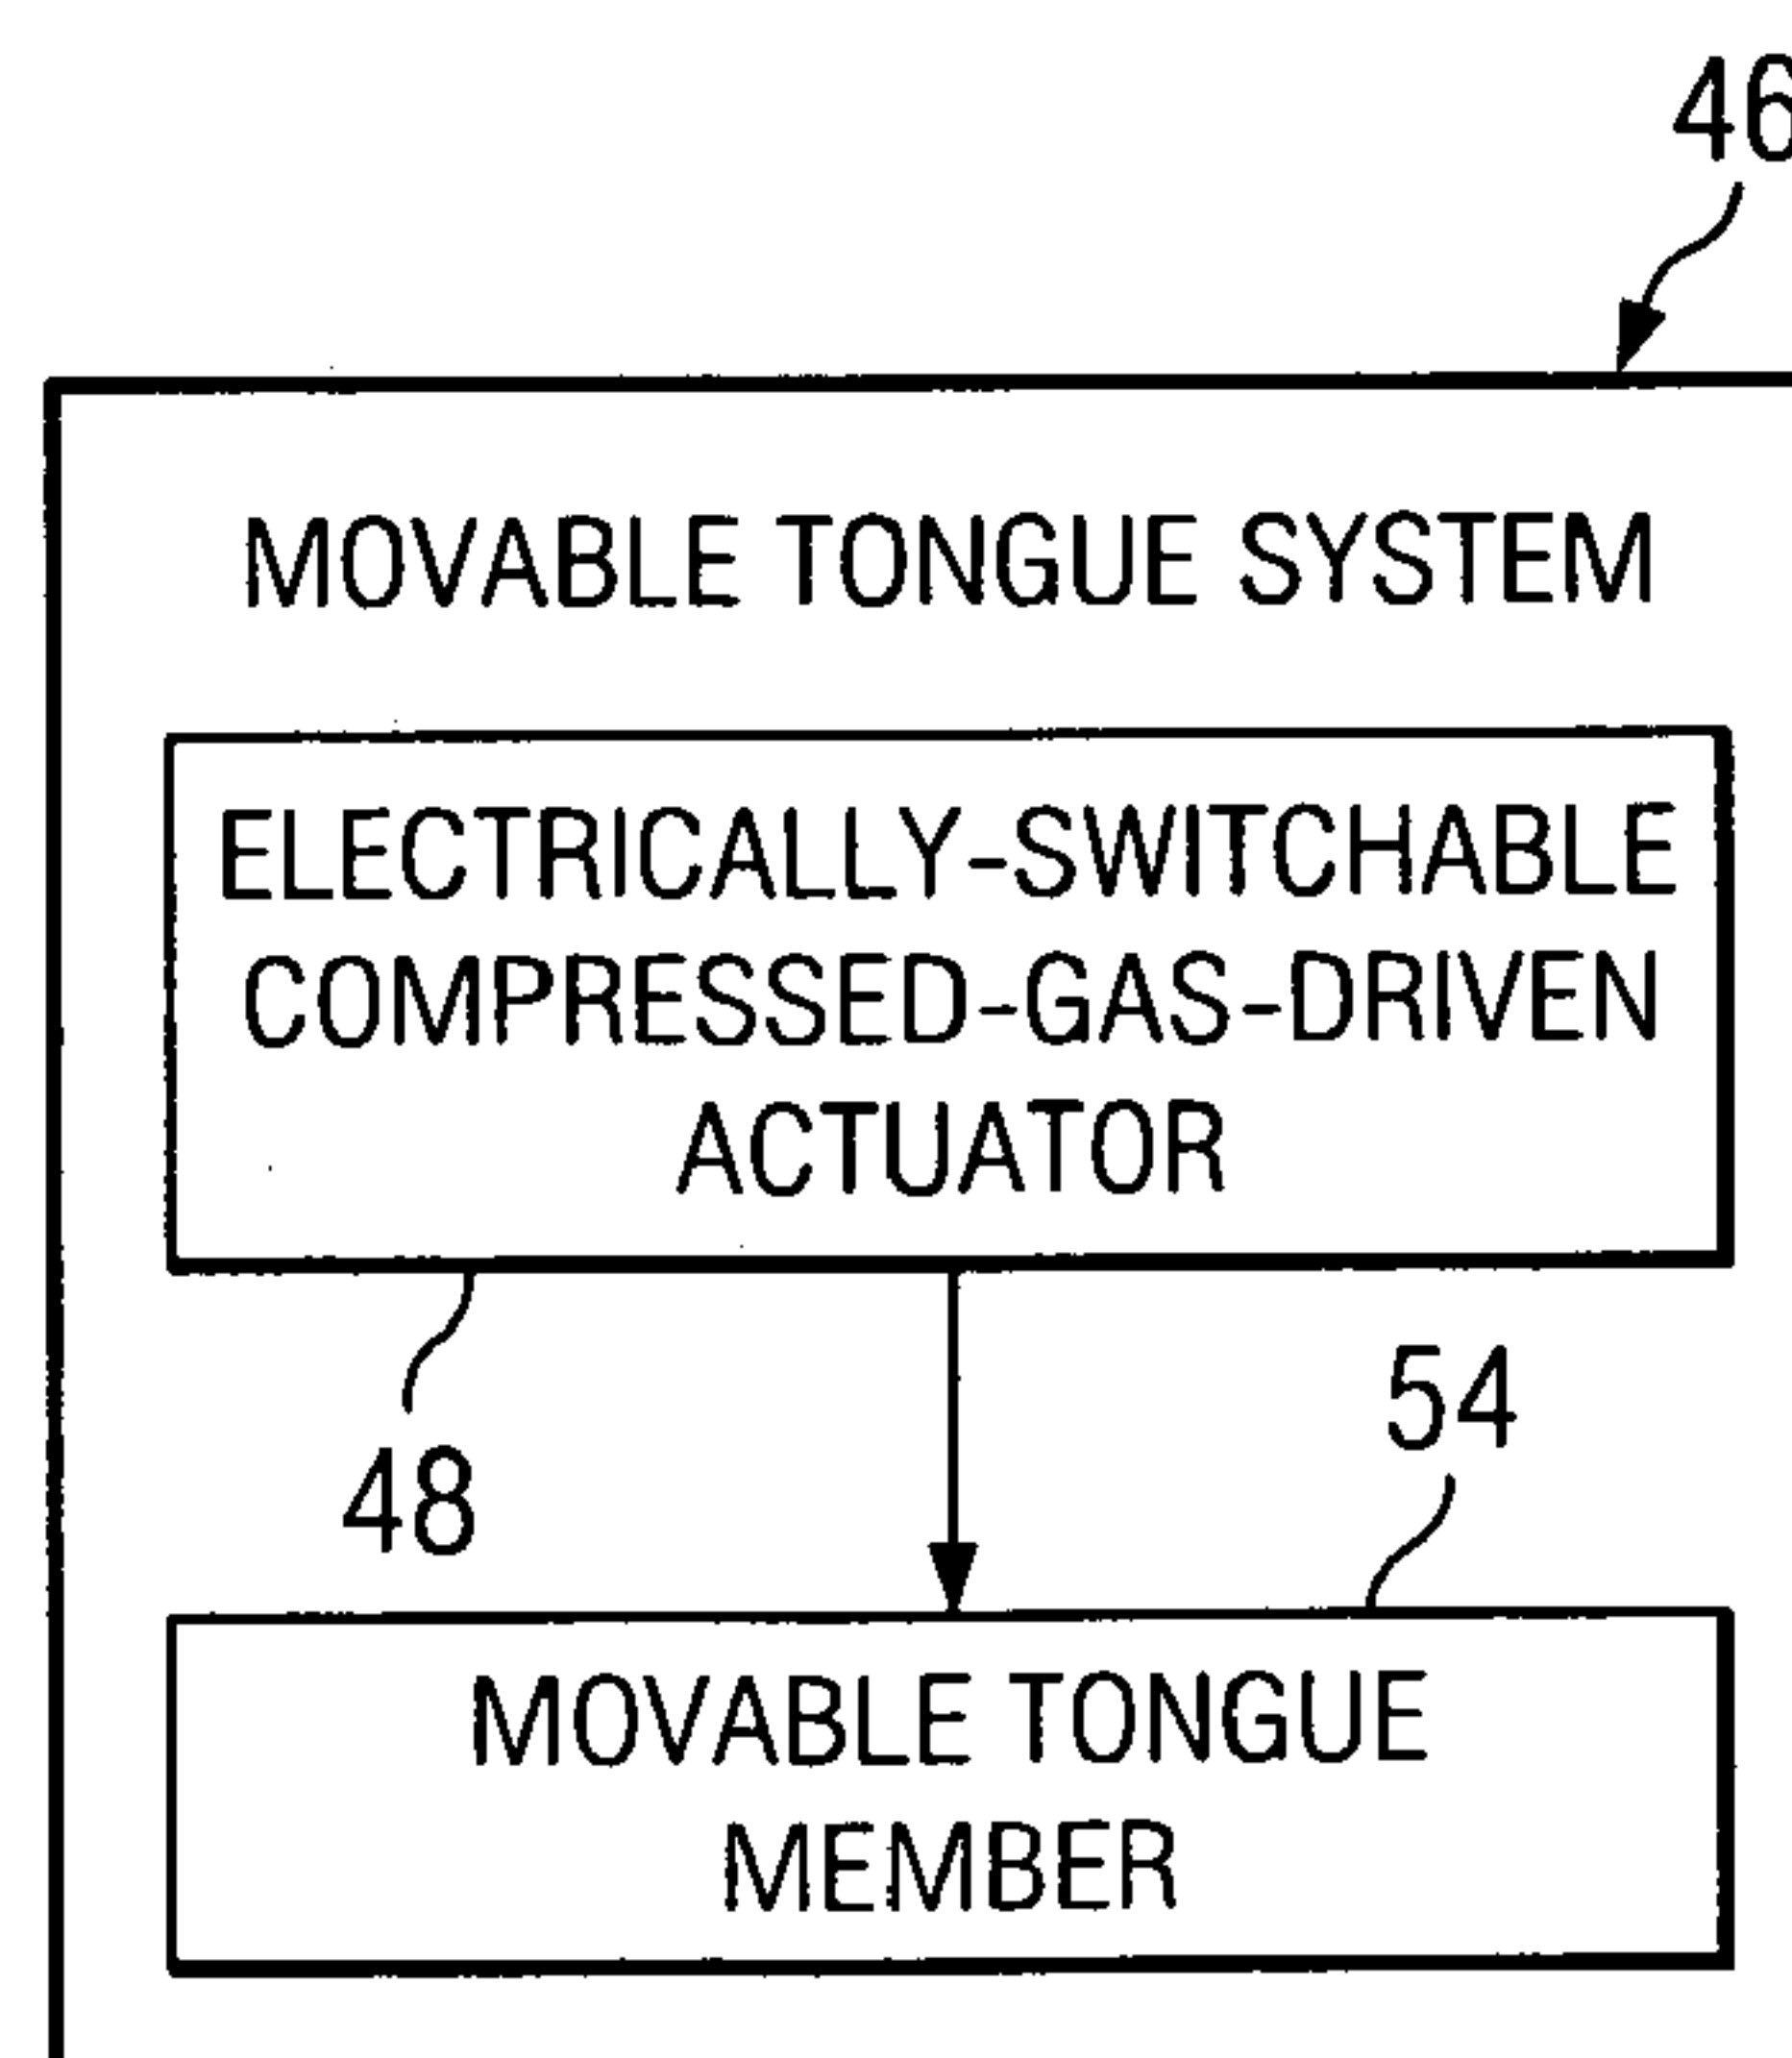 46
MOVABLE TONGUE SYSTEM
ELECTRICALLY-SWITCHABLE
COMPRESSED-GAS-DRIVEN
ACTUATOR
54
48
MOVABLE TONGUE
MEMBER